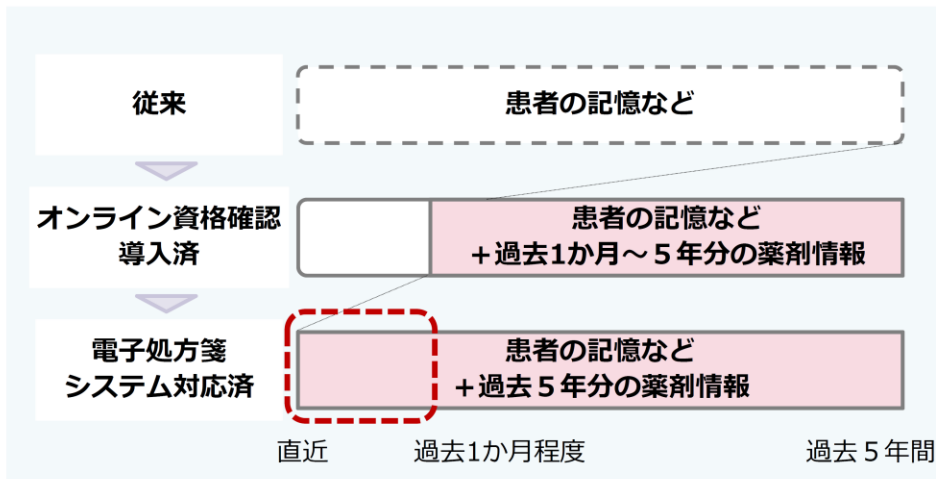 従来
患者の記憶など
オンライン資格確認
導入済
患者の記憶など
+過去1か月~5年分の薬剤情報
電子処方箋
システム対応済
患者の記憶など
+過去5年分の薬剤情報
直近
過去1か月程度
過去5年間